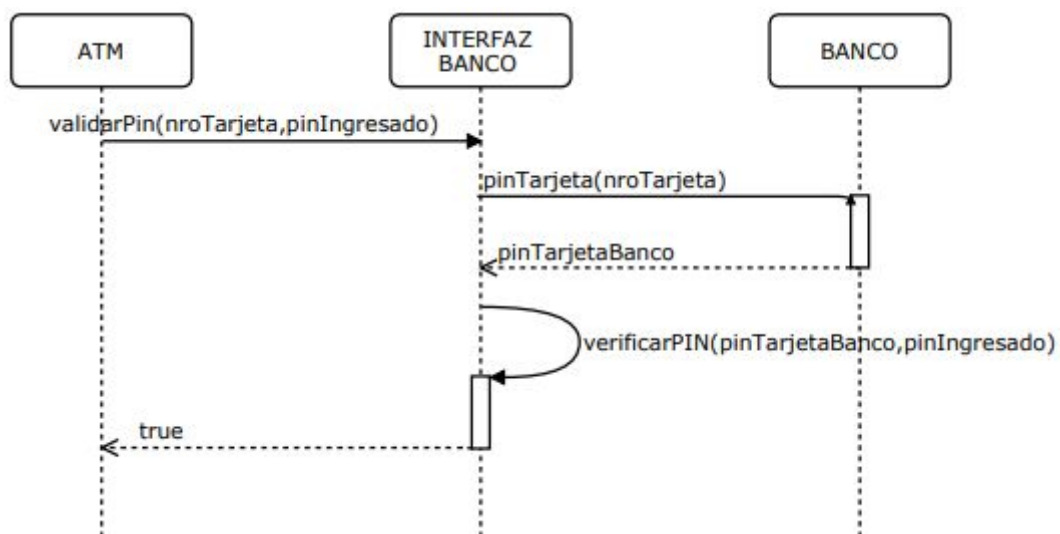 ATM
INTERFAZ
BANCO
BANCO
validarPin(nroTarjeta,pinIngresado)
pinTarjeta(nroTarjeta)
pinTarjetaBanco
verificarPIN(pinTarjetaBanco,pinIngresado)
true